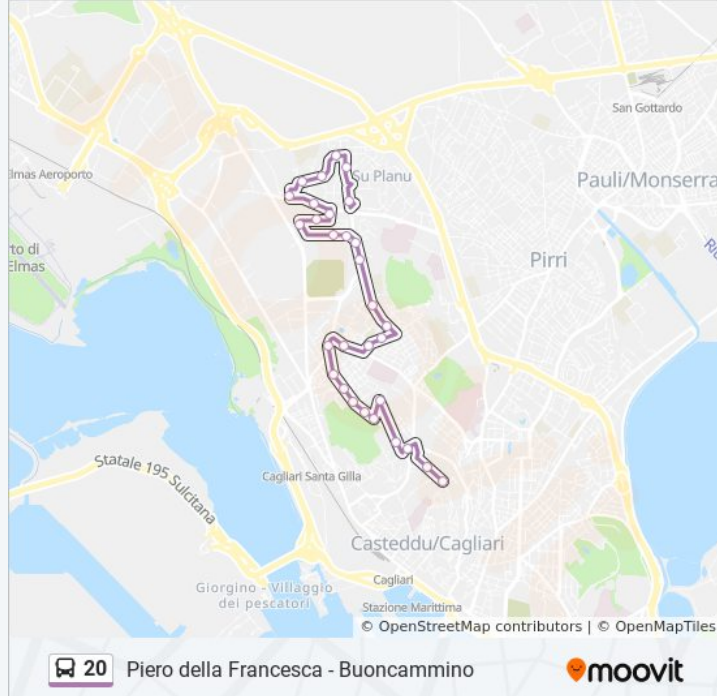 San Gottardo
lmas Aeroporto
Su Planu
Pauli/Monserra
rto di
Elmas
Pirri
Statale 195 Sulcitana
Cagliari Santa Gilla
Casteddu/Cagliari
Cagliari
Giorgino - Villaggio
dei pescatori
Stazione Marittima
© OpenStreetMap contributors | © OpenMapTiles
20 Piero della Francesca - Buoncammino
moovit